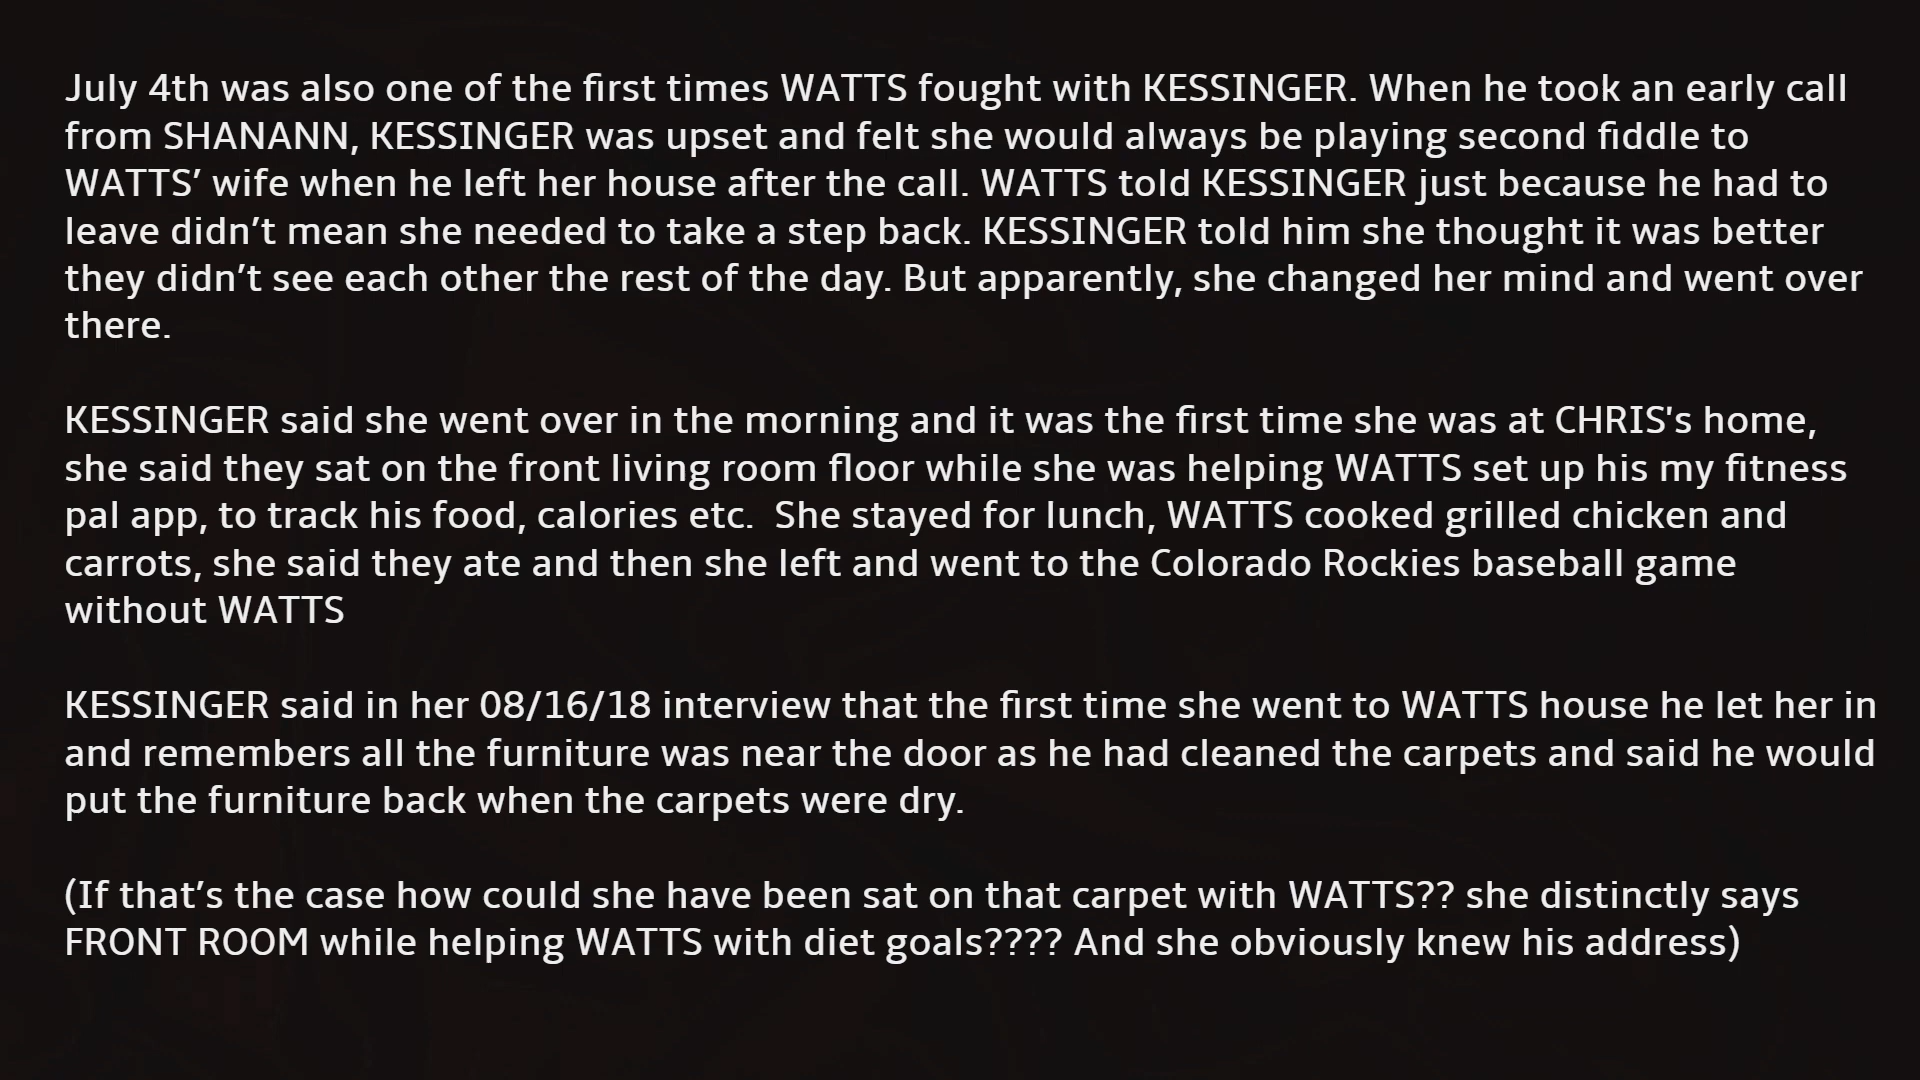 July 4th was also one of the first times WATTS fought with KESSINGER. When he took an early call
from SHANANN, KESSINGER was upset and felt she would always be playing second fiddle to
WATTS’ wife when he left her house after the call. WATTS told KESSINGER just because he had to
leave didn’t mean she needed to take a step back. KESSINGER told him she thought it was better
they didn’t see each other the rest of the day. But apparently, she changed her mind and went over
there.
KESSINGER said she went over in the morning and it was the first time she was at CHRIS's home,
she said they sat on the front living room floor while she was helping WATTS set up his my fitness
pal app, to track his food, calories etc.  She stayed for lunch, WATTS cooked grilled chicken and
carrots, she said they ate and then she left and went to the Colorado Rockies baseball game
without WATTS
KESSINGER said in her 08/16/18 interview that the first time she went to WATTS house he let her in
and remembers all the furniture was near the door as he had cleaned the carpets and said he would
put the furniture back when the carpets were dry.
(If that’s the case how could she have been sat on that carpet with WATTS?? she distinctly says
FRONT ROOM while helping WATTS with diet goals???? And she obviously knew his address)